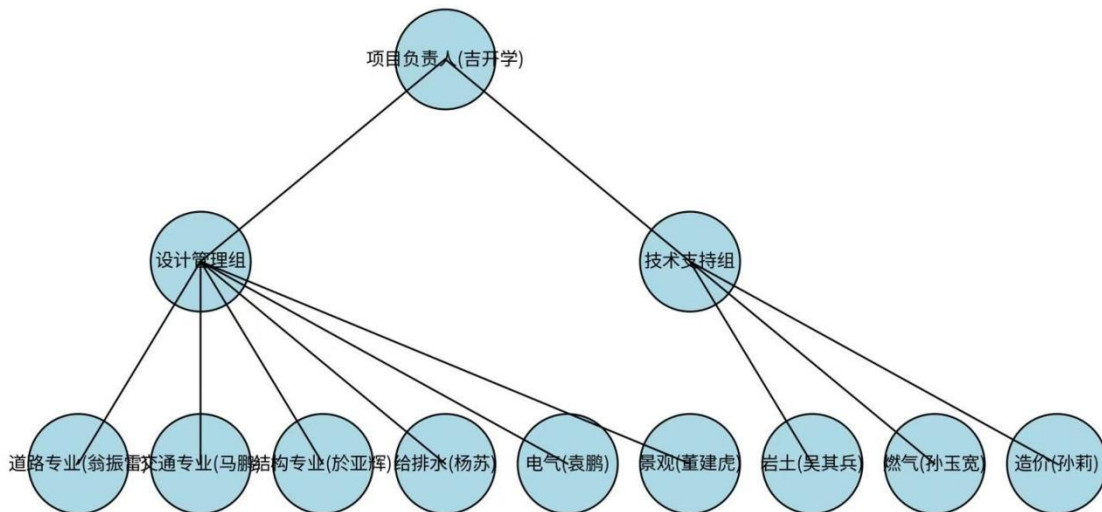 项目负责人(吉开学)
设计管理组
技术支持组
道路专业(翁振雷)
交通专业(马鹏)
结构专业(於亚辉)
给排水(杨苏)
电气(袁鹏)
景观(董建虎)
岩土(吴其兵)
燃气(孙玉宽)
造价(孙莉)